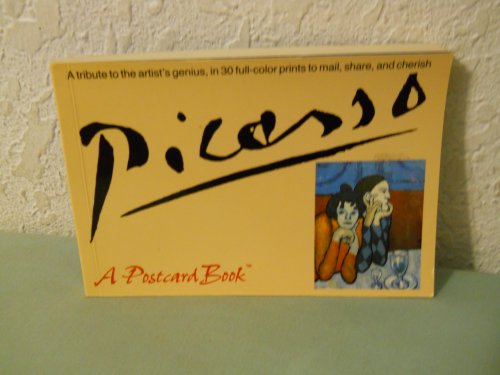 A tribute to the artist's genius, in 30 full-color prints to mail, share, and cherish
Picasso
A Postcard Book™